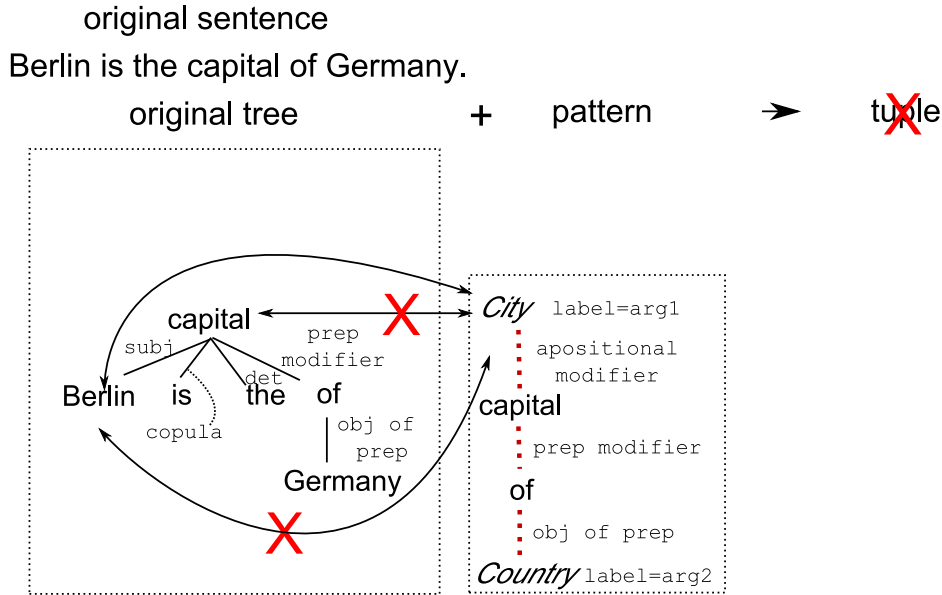 original sentence
Berlin is the capital of Germany.
original tree + pattern tuple
City label=arg1
capital
prep
modifier
subj
apositional
modifier
det
Berlin is the of
capital
copula
obj of
prep
prep modifier
Germany
of
obj of prep
Country label=arg2